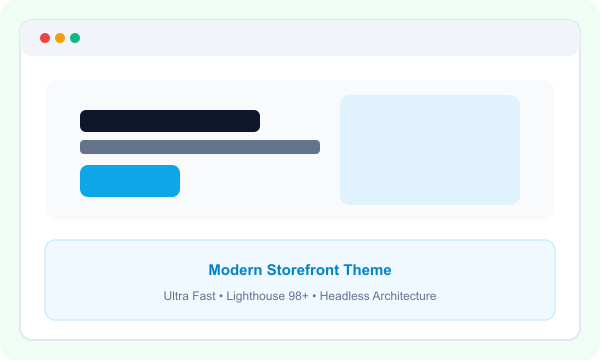 Modern Storefront Theme
Ultra Fast • Lighthouse 98+ • Headless Architecture